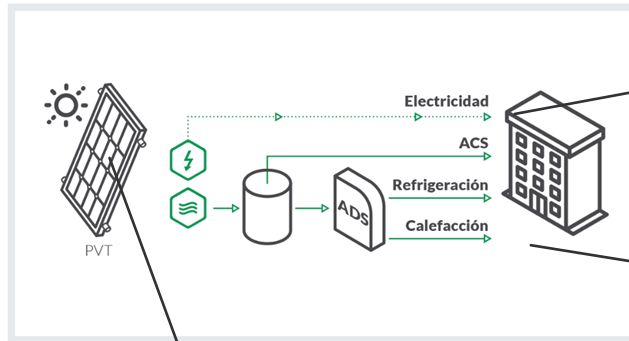 Electricidad
ACS
Refrigeración
ADS
Calefacción
PVT